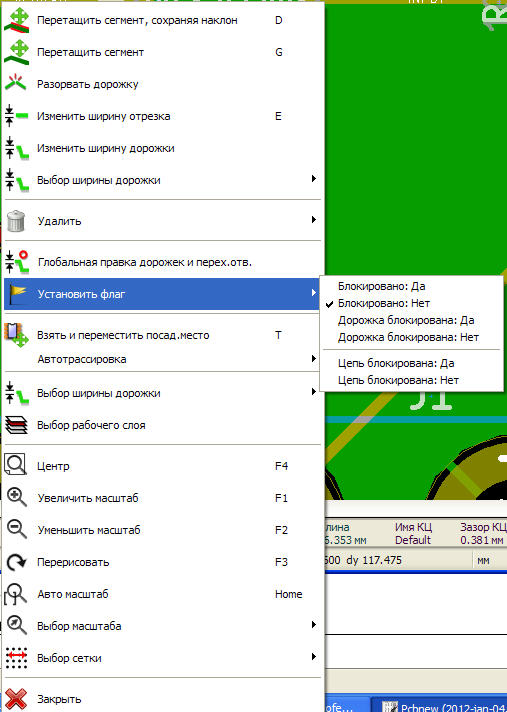 Перетащить сегмент, сохраняя наклон D
Перетащить сегмент G
Разорвать дорожку
Изменить ширину отрезка E
Изменить ширину дорожки
Выбор ширины дорожки
Удалить
Глобальная правка дорожек и перех.отв.
Установить флаг
Блокировано: Да
Блокировано: Нет
Дорожка блокирована: Да
Дорожка блокирована: Нет
Цепь блокирована: Да
Цепь блокирована: Нет
Взять и переместить посад.место T
Автотрассировка
Выбор ширины дорожки
Выбор рабочего слоя
Центр F4
Увеличить масштаб F1
Уменьшить масштаб F2
Перерисовать F3
Авто масштаб Home
Выбор масштаба
Выбор сетки
Закрыть
лина Имя КЦ Зазор КЦ
6.353 мм Default 0.381 мм
dy 117.475 мм
Pcbnew (2012-jan-04